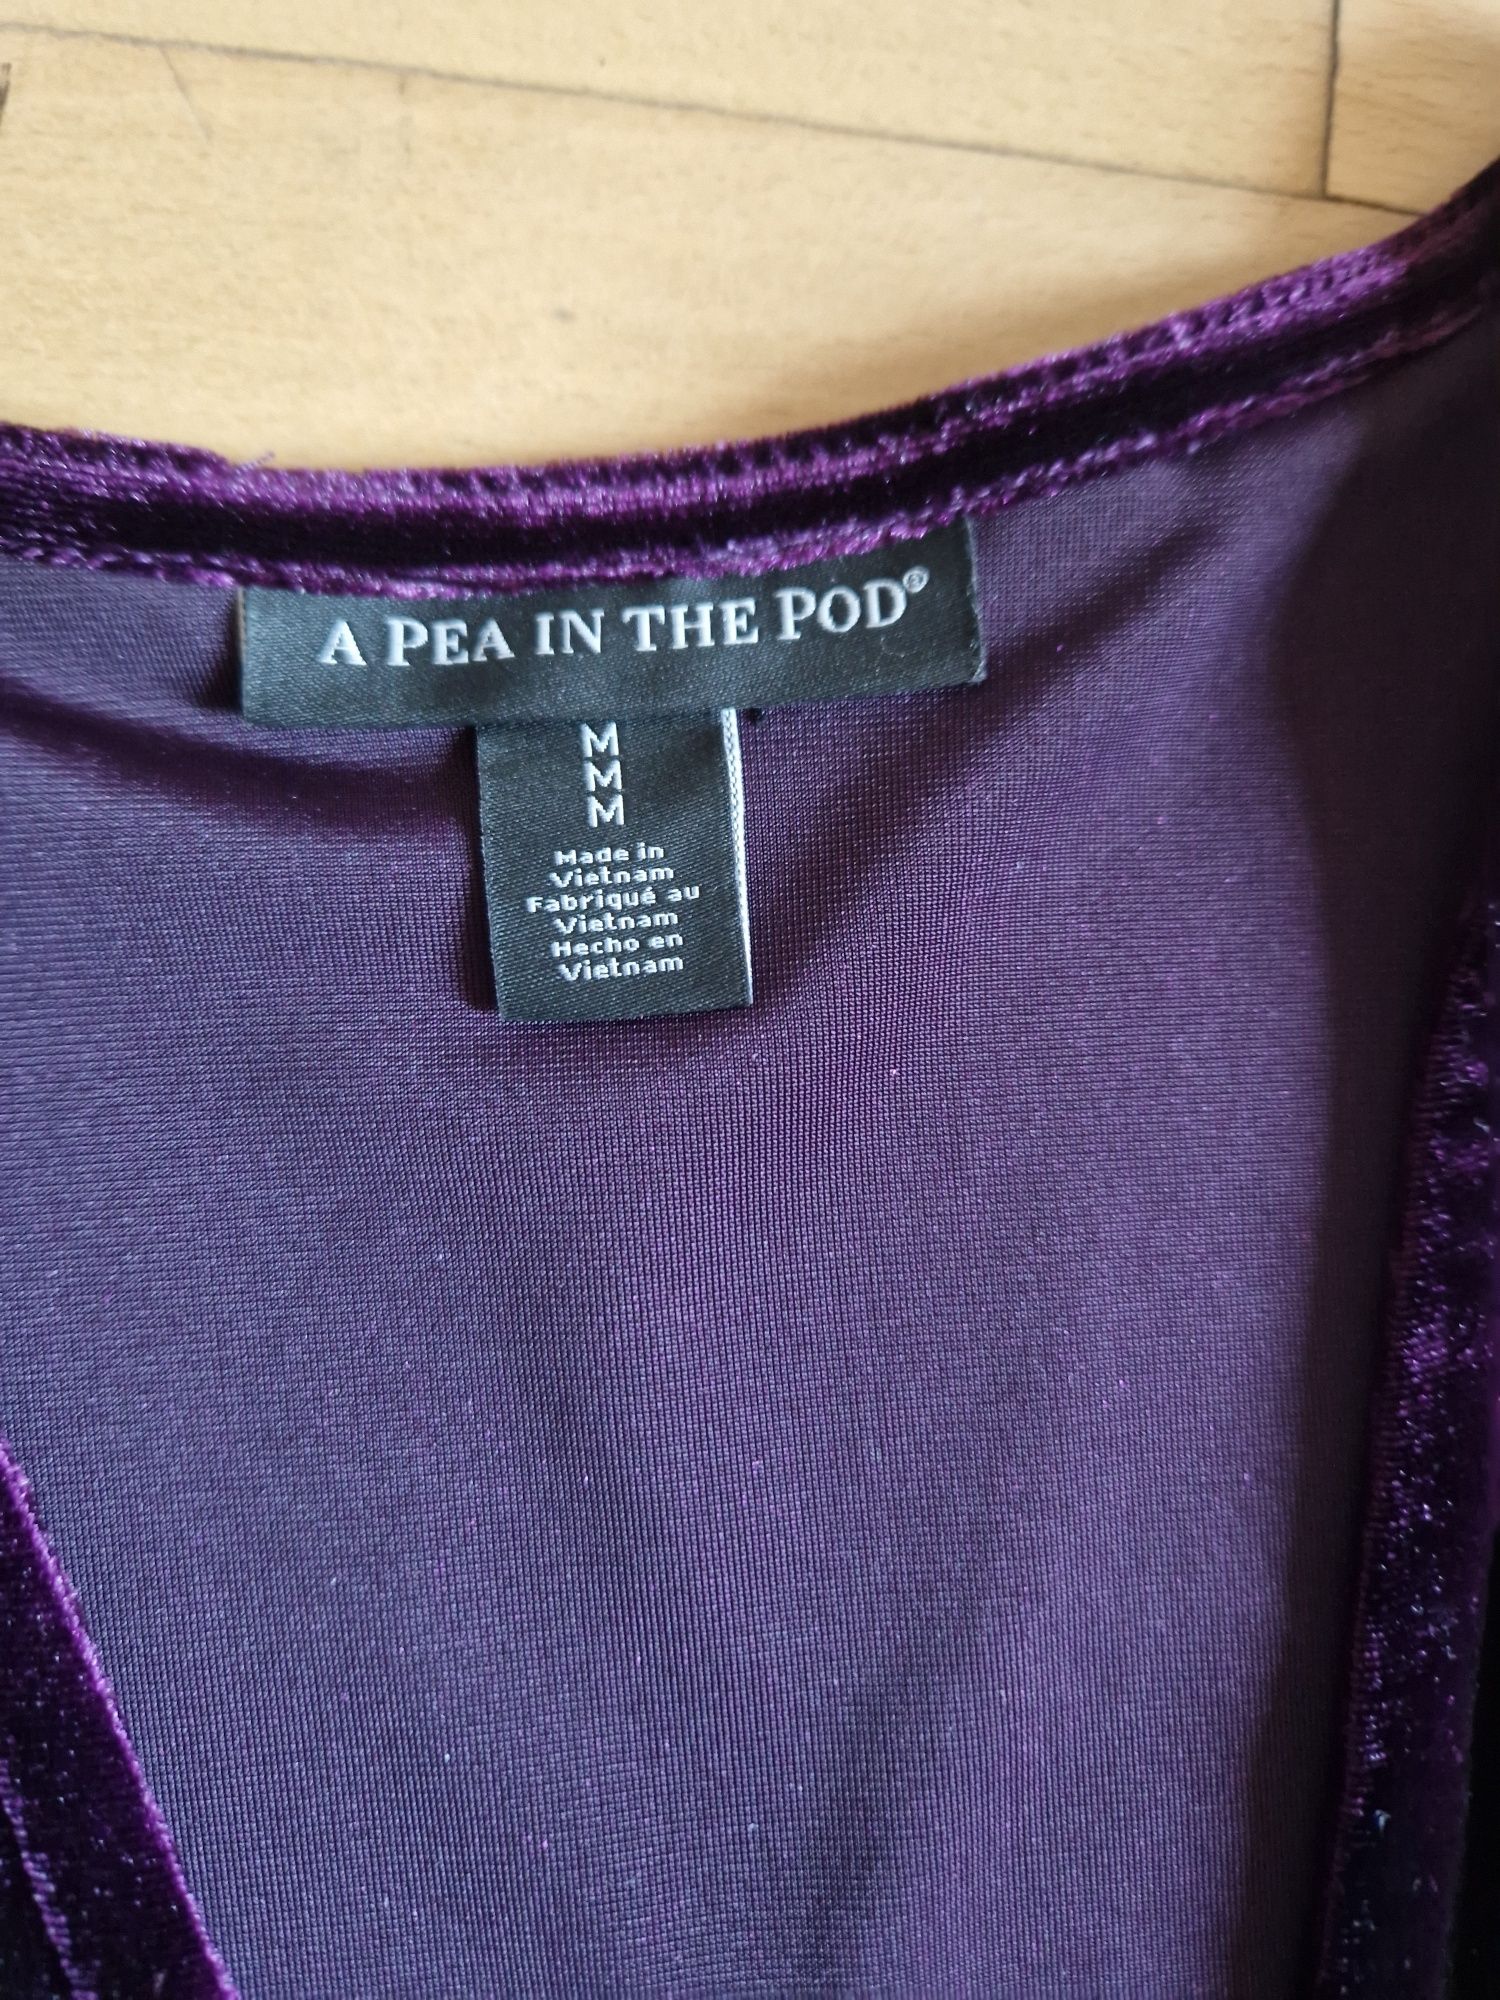 A PEA IN THE POD®
M
M
M
Made in
Vietnam
Fabriqué au
Vietnam
Hecho en
Vietnam